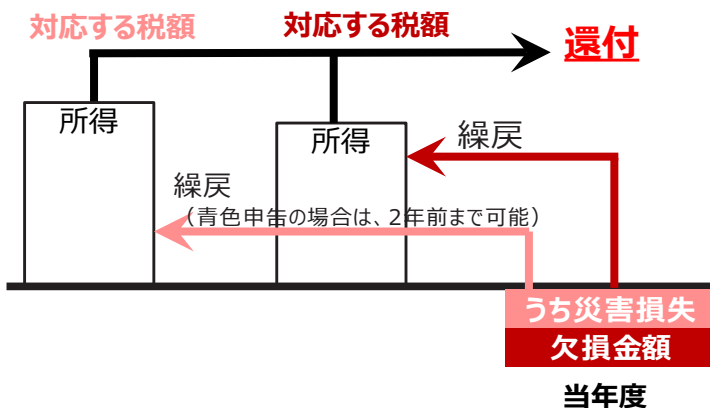 対応する税額
対応する税額
還付
所得
所得
繰戻
繰戻
（青色申告の場合は、2年前まで可能）
うち災害損失
欠損金額
当年度